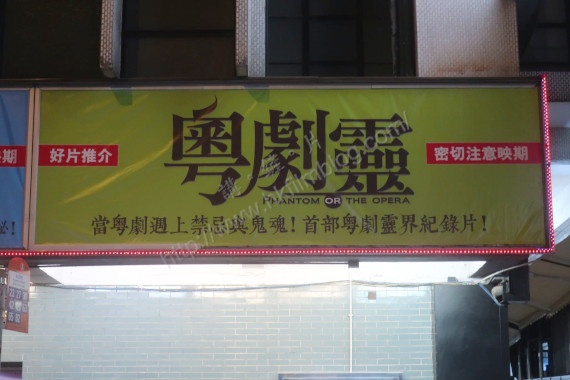 好片推介
粵劇靈
密切注意映期
PHANTOM OR THE OPERA
當粵劇遇上禁忌與鬼魂！首部粵劇靈界紀錄片！
期
！